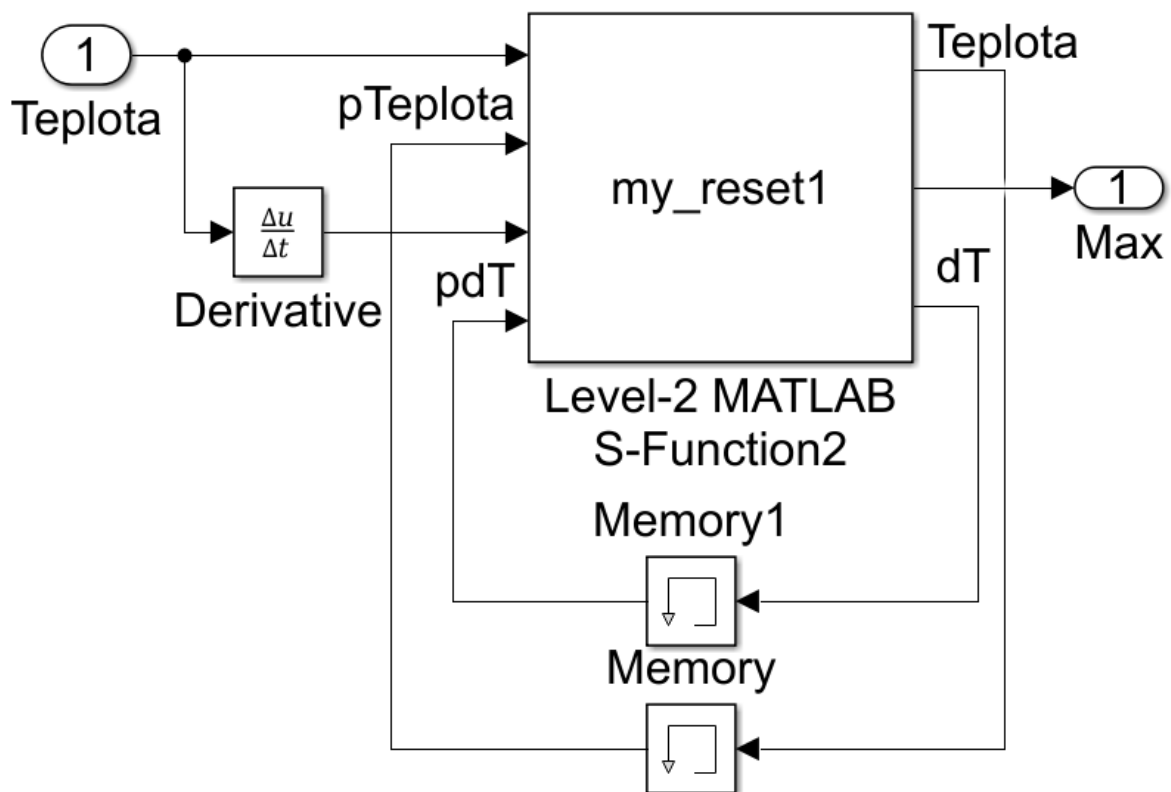 1
Teplota
pTeplota
Δu
Δt
Derivative
pdT
my_reset1
Level-2 MATLAB
S-Function2
Teplota
1
Max
dT
Memory1
Memory